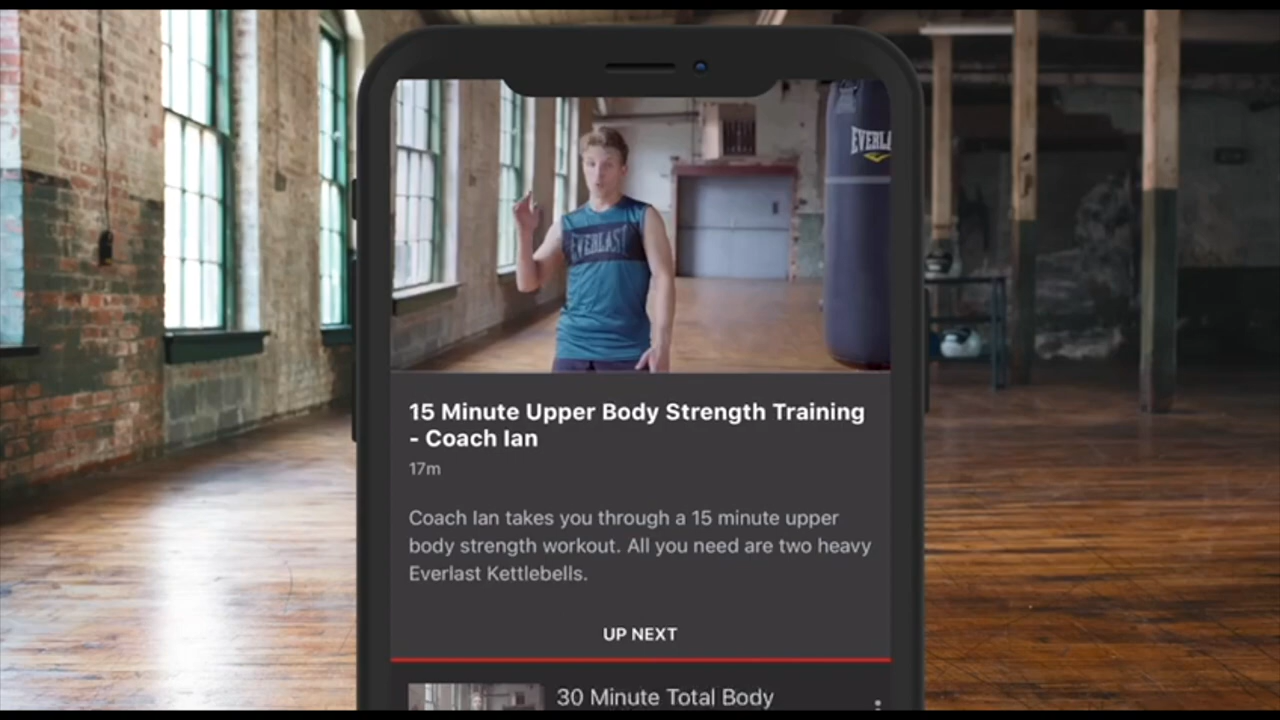 EVERLAST
EVERLA
15 Minute Upper Body Strength Training
- Coach Ian
17m
Coach Ian takes you through a 15 minute upper
body strength workout. All you need are two heavy
Everlast Kettlebells.
UP NEXT
30 Minute Total Body